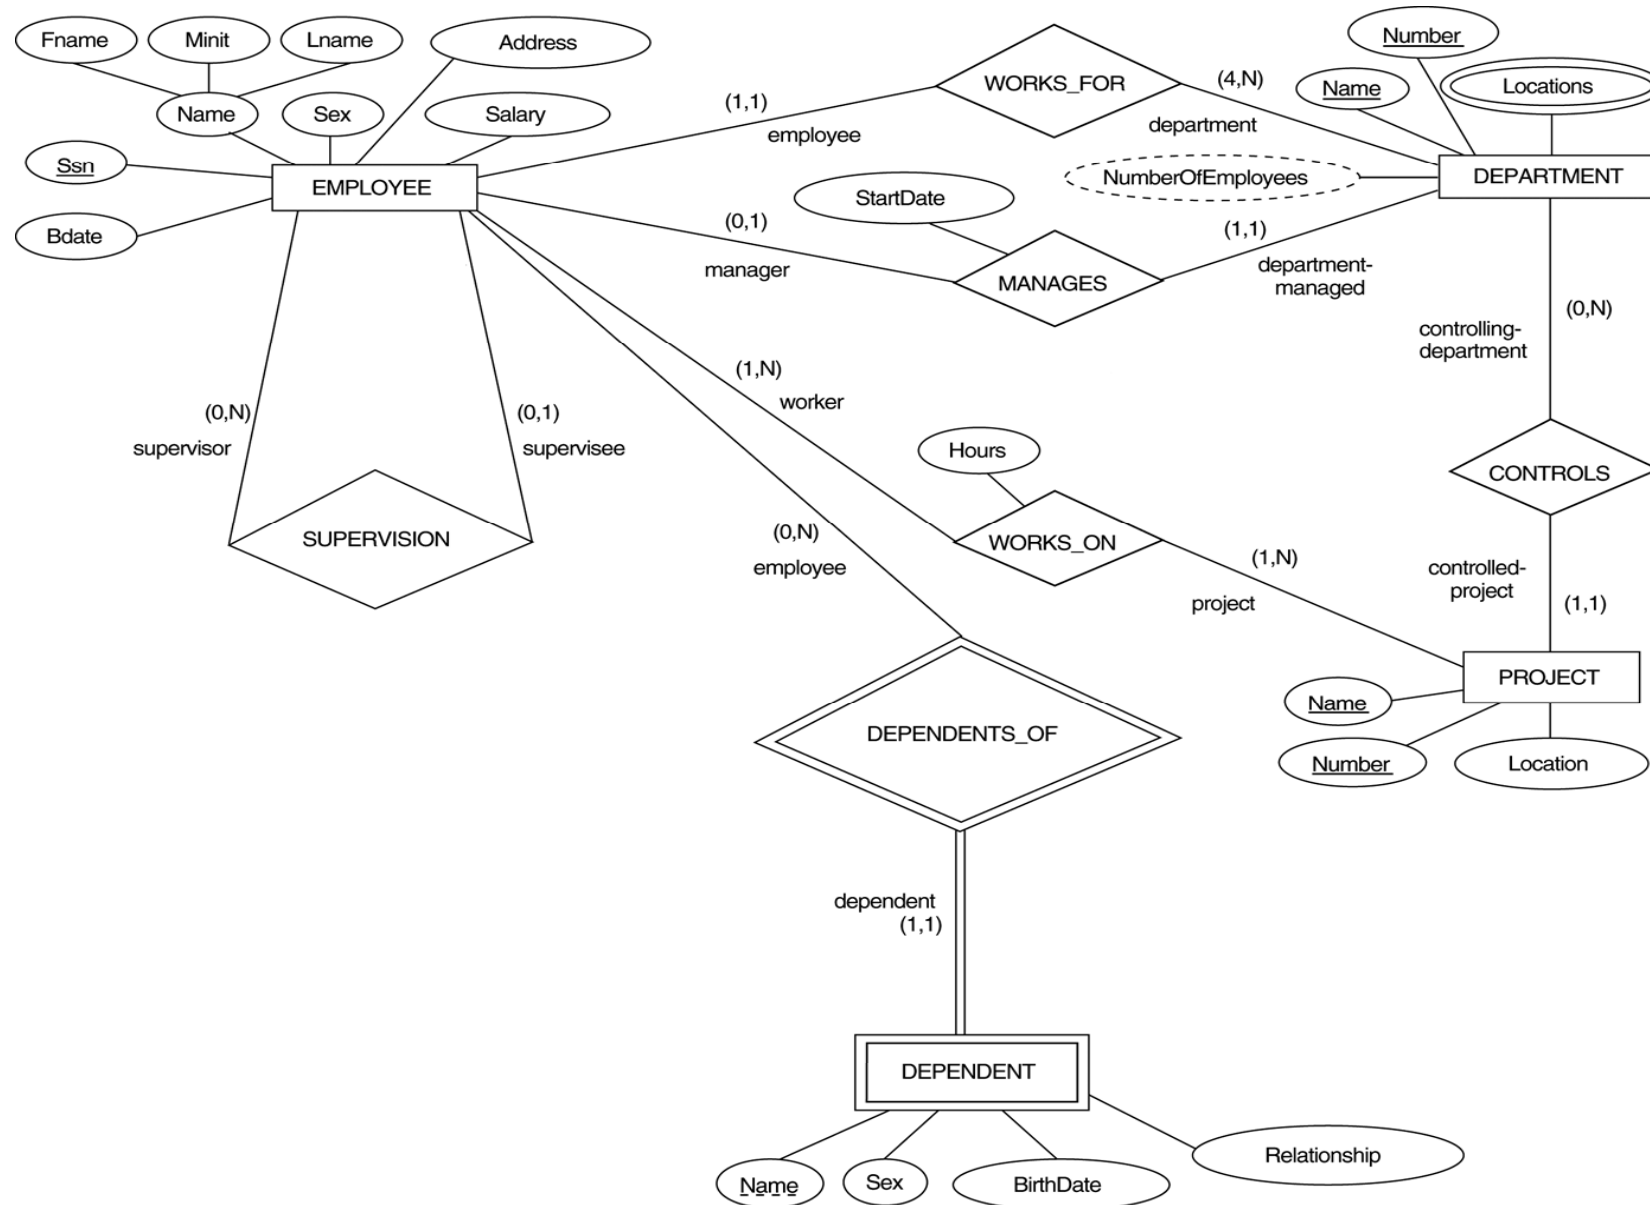 Fname
Minit
Lname
Address
Number
WORKS_FOR
(4,N)
Name
Locations
(1,1)
Name
Sex
Salary
employee
department
Ssn
EMPLOYEE
NumberOfEmployees
DEPARTMENT
StartDate
Bdate
(0,1)
(1,1)
manager
MANAGES
department-
managed
(0,N)
controlling-
department
(1,N)
worker
(0,N)
supervisor
(0,1)
supervisee
Hours
CONTROLS
SUPERVISION
(0,N)
employee
WORKS_ON
(1,N)
project
controlled-
project
(1,1)
PROJECT
Name
Number
Location
DEPENDENTS_OF
dependent
(1,1)
DEPENDENT
Name
Sex
BirthDate
Relationship